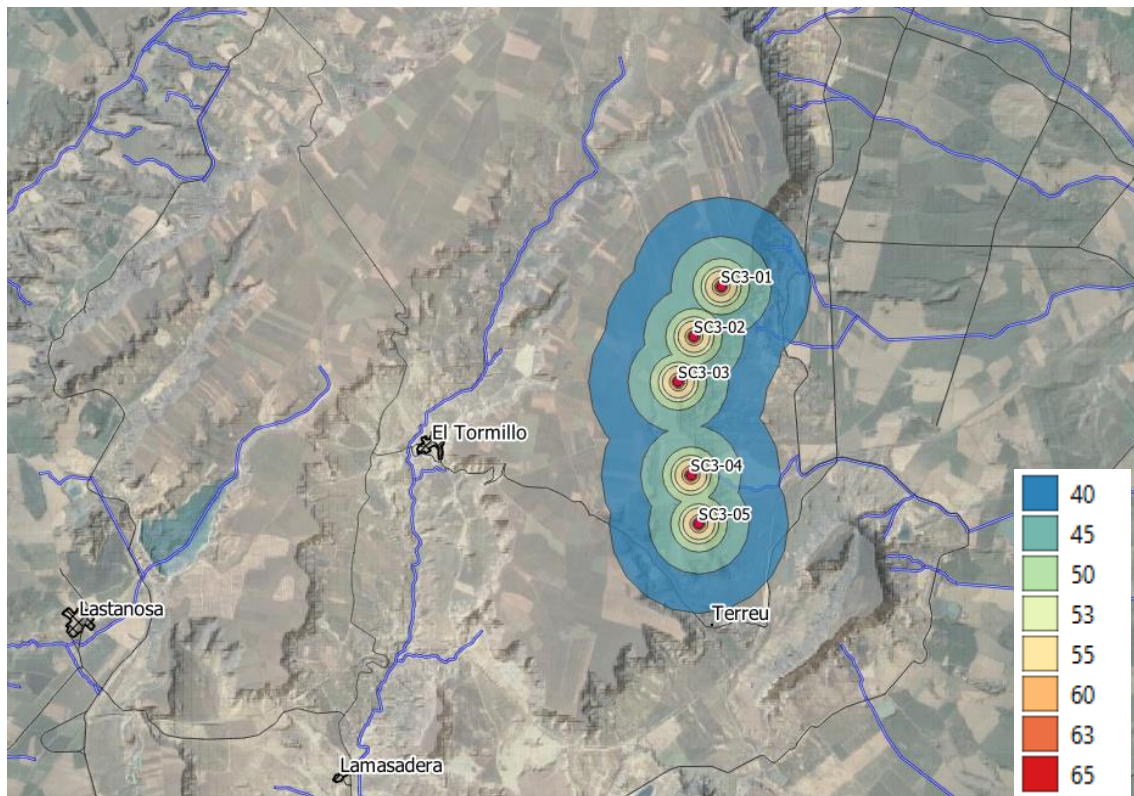 SC3-01
SC3-02
SC3-03
El Tormillo
SC3-04
SC3-05
Lastanosa
Terreu
Lamasadera
40
45
50
53
55
60
63
65